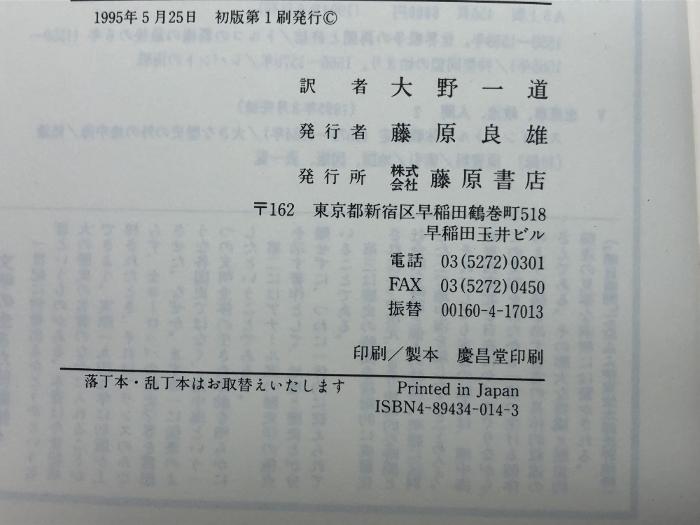 1995年5月25日　初版第1刷発行©
訳者　大野一道
発行者　藤原良雄
発行所　株式会社　藤原書店
〒162　東京都新宿区早稲田鶴巻町518
早稲田玉井ビル
電話　03(5272)0301
FAX　03(5272)0450
振替　00160-4-17013
印刷／製本　慶昌堂印刷
落丁本・乱丁本はお取替えいたします
Printed in Japan
ISBN4-89434-014-3